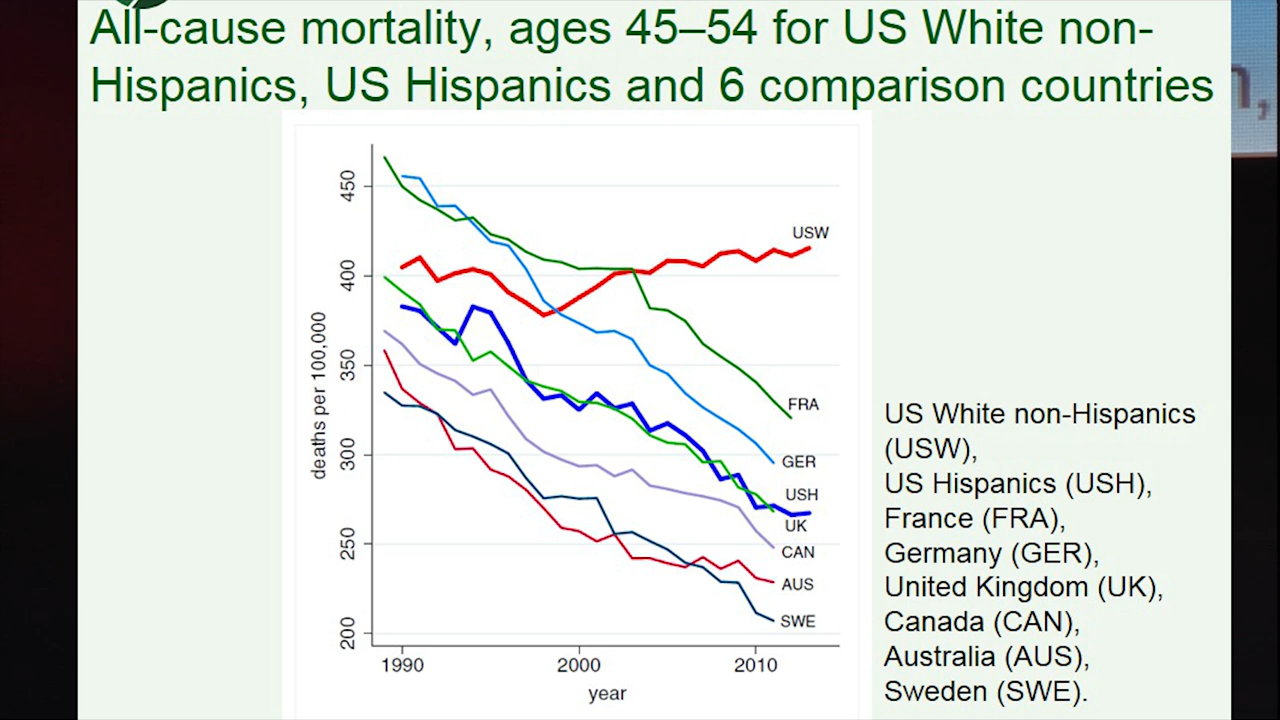 All-cause mortality, ages 45–54 for US White non-
Hispanics, US Hispanics and 6 comparison countries
450
400
350
300
250
200
deaths per 100,000
1990
2000
2010
year
USW
FRA
GER
USH
UK
CAN
AUS
SWE
US White non-Hispanics
(USW),
US Hispanics (USH),
France (FRA),
Germany (GER),
United Kingdom (UK),
Canada (CAN),
Australia (AUS),
Sweden (SWE).